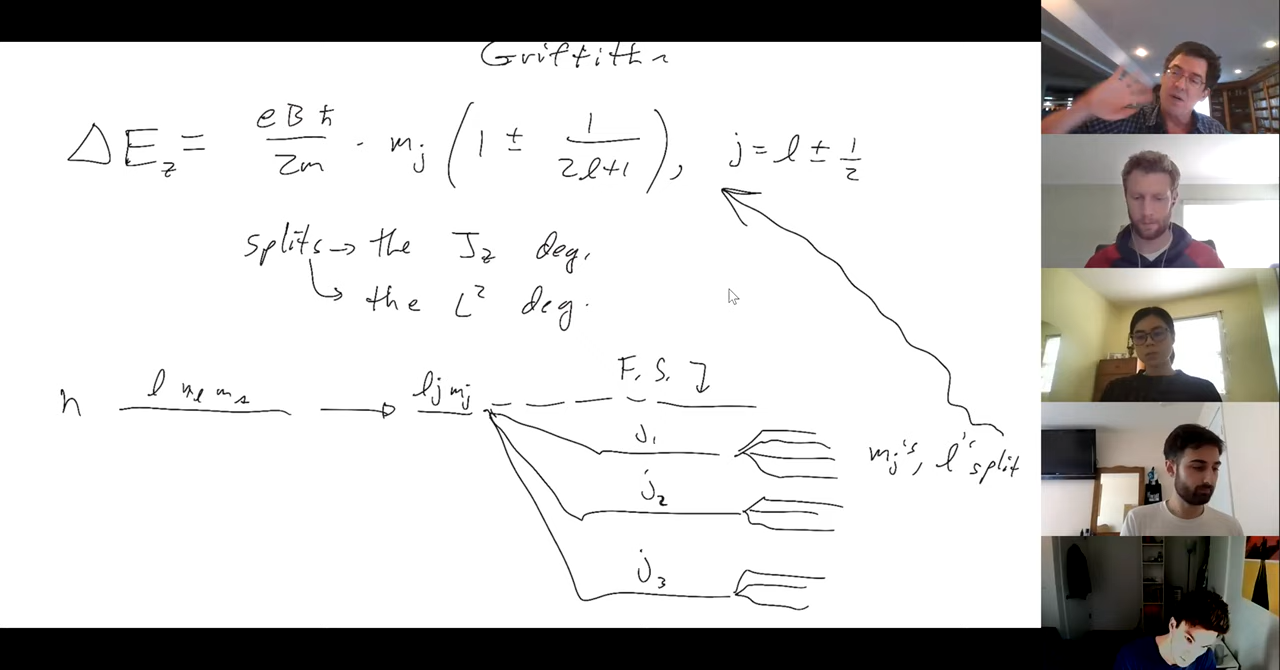 Griffiths
ΔE_z = eBħ/2m · m_j (1 ± 1/(2l+1)), j = l ± 1/2
splits → the J_z deg.
↳ the L² deg.
F.S. ↴
n l m_l m_s → l j m_j
j_1
m_j's, l's split
j_2
j_3